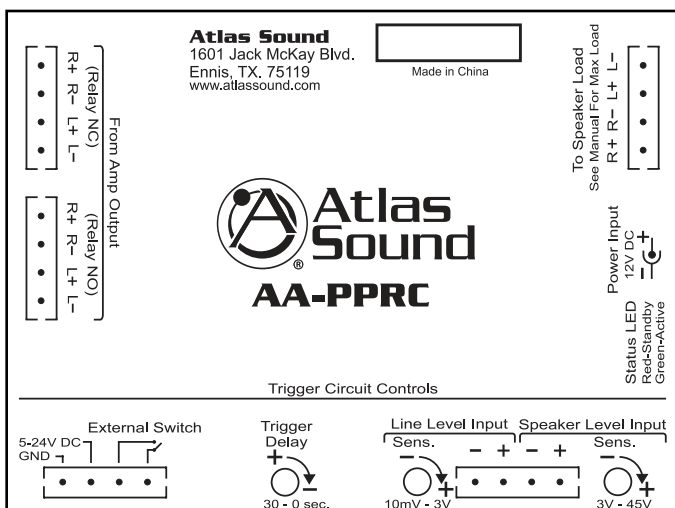 Atlas Sound
1601 Jack McKay Blvd.
Ennis, TX. 75119
www.atlassound.com
Made in China
R+ R− L+ L−
(Relay NC)
From Amp Output
R+ R− L+ L−
(Relay NO)
To Speaker Load
See Manual For Max Load
R+ R− L+ L−
Atlas
Sound
®
AA-PPRC
Power Input
12V DC
− +
Status LED
Red-Standby
Green-Active
Trigger Circuit Controls
External Switch
5-24V DC
GND
Trigger
Delay
+ −
30 - 0 sec.
Line Level Input
Sens.
− +
− +
10mV - 3V
Speaker Level Input
− +
Sens.
− +
3V - 45V